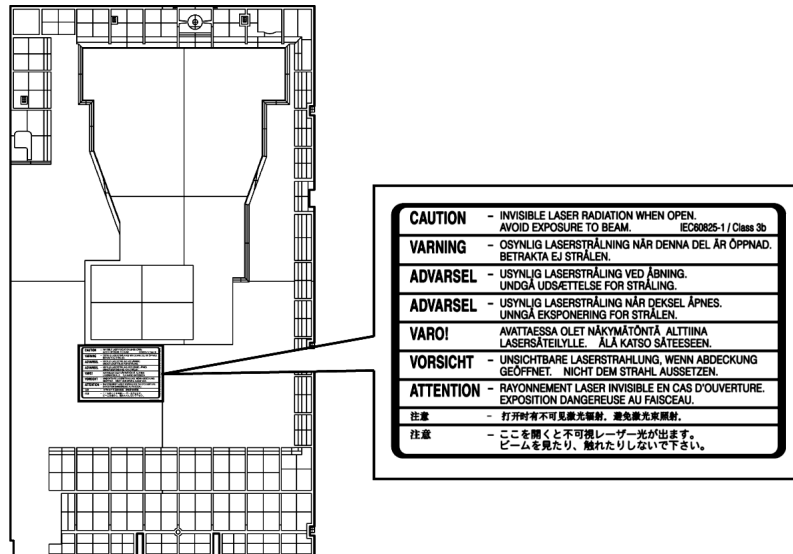 CAUTION - INVISIBLE LASER RADIATION WHEN OPEN.
AVOID EXPOSURE TO BEAM. IEC60825-1 / Class 3b
VARNING - OSYNLIG LASERSTRÅLNING NÅR DENNA DEL ÅR ÖPPNAD.
BETRAKTA EJ STRÅLEN.
ADVARSEL - USYNLIG LASERSTRÅLING VED ÅBNING.
UNDGÅ UDSÆTTELSE FOR STRÅLING.
ADVARSEL - USYNLIG LASERSTRÅLING NÅR DEKSEL ÅPNES.
UNNGÅ EKSPONERING FOR STRÅLEN.
VARO! AVATTAESSA OLET NÄKYMÄTÖNTÄ ALTTIINA
LASERSÄTEILYLLE. ÄLÄ KATSO SÄTEESEEN.
VORSICHT - UNSICHTBARE LASERSTRAHLUNG, WENN ABDECKUNG
GEÖFFNET. NICHT DEM STRAHL AUSSETZEN.
ATTENTION - RAYONNEMENT LASER INVISIBLE EN CAS D'OUVERTURE.
EXPOSITION DANGEREUSE AU FAISCEAU.
注意 - 打开时有不可见激光辐射. 避免激光束照射.
注意 - ここを開くと不可視レーザー光が出ます。
ビームを見たり、触れたりしないで下さい。